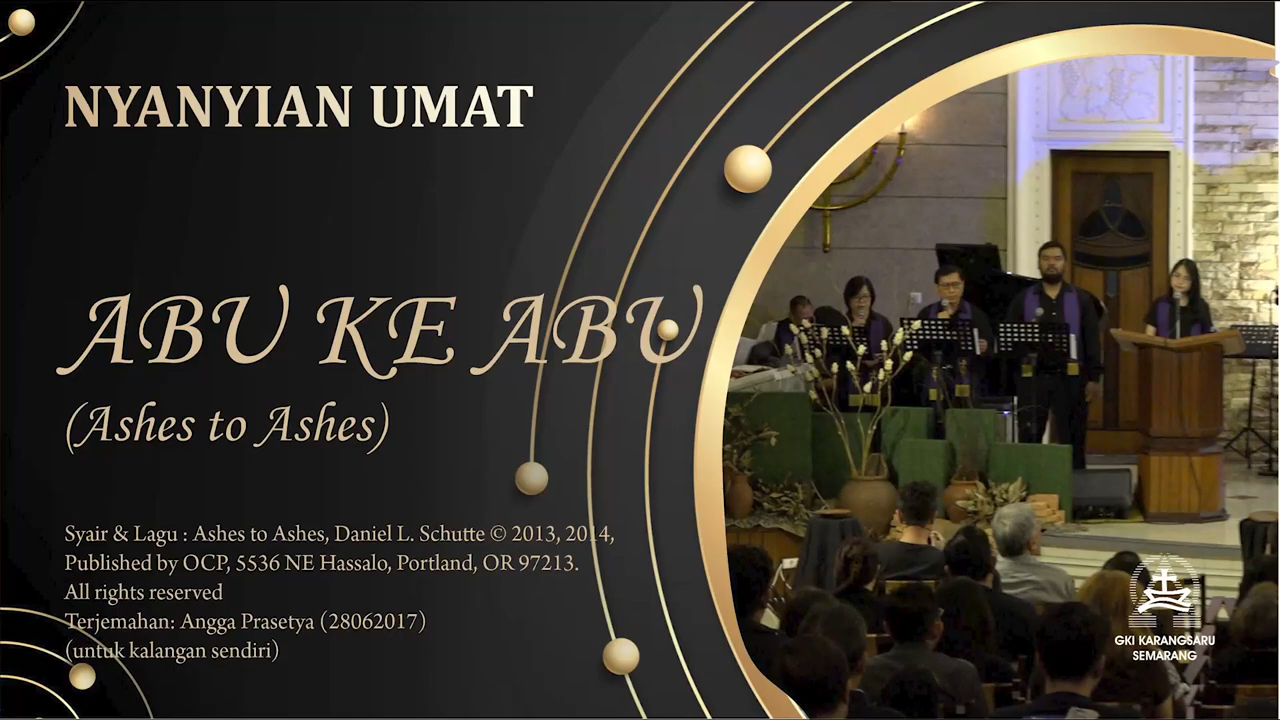 NYANYIAN UMAT
ABU KE ABU
(Ashes to Ashes)
Syair & Lagu : Ashes to Ashes, Daniel L. Schutte © 2013, 2014,
Published by OCP, 5536 NE Hassalo, Portland, OR 97213.
All rights reserved
Terjemahan: Angga Prasetya (28062017)
(untuk kalangan sendiri)
GKI KARANGSARU
SEMARANG